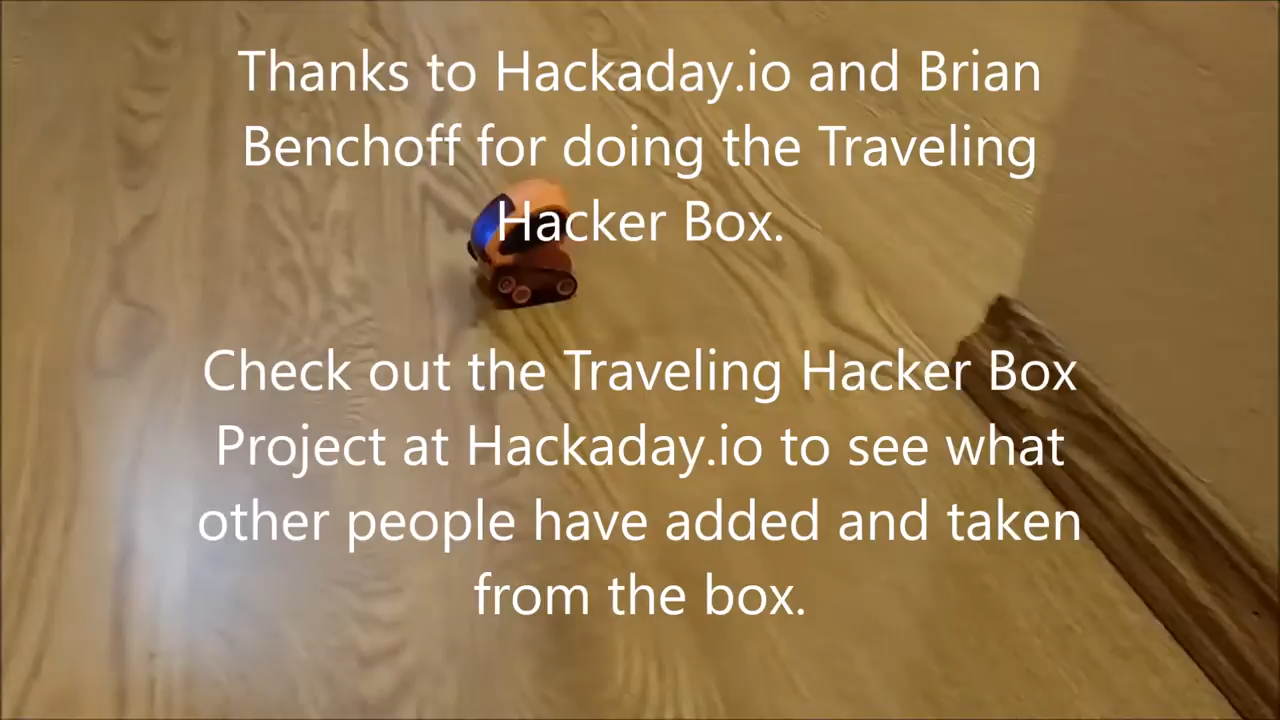 Thanks to Hackaday.io and Brian
Benchoff for doing the Traveling
Hacker Box.
Check out the Traveling Hacker Box
Project at Hackaday.io to see what
other people have added and taken
from the box.